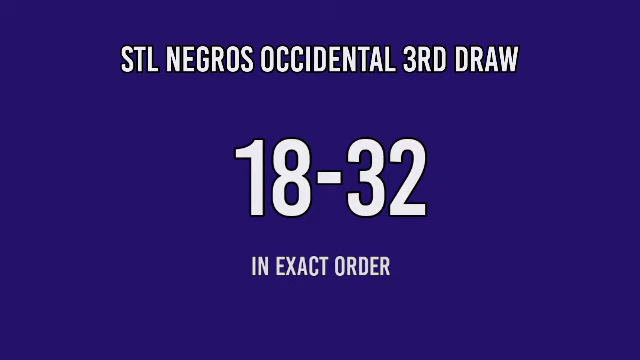 STL NEGROS OCCIDENTAL 3RD DRAW
18-32
IN EXACT ORDER